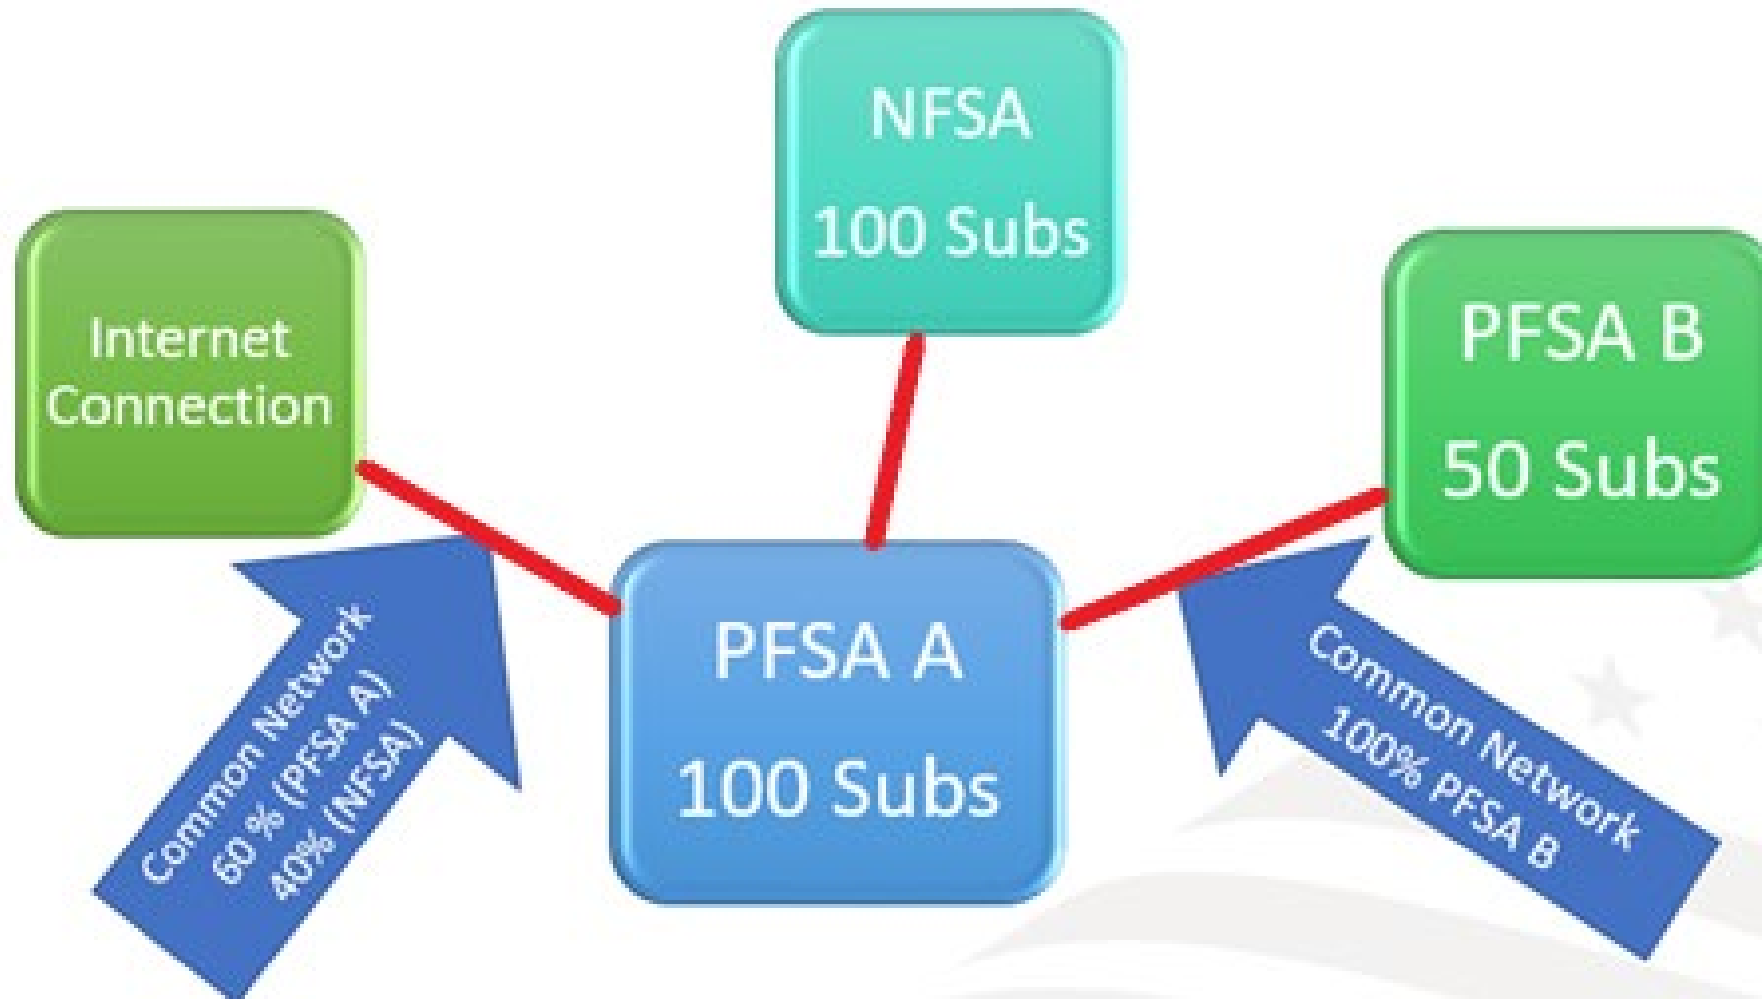 NFSA
100 Subs
Internet
Connection
PFSA B
50 Subs
PFSA A
100 Subs
Common Network
60 % (PFSA A)
40% (NFSA)
Common Network
100% PFSA B